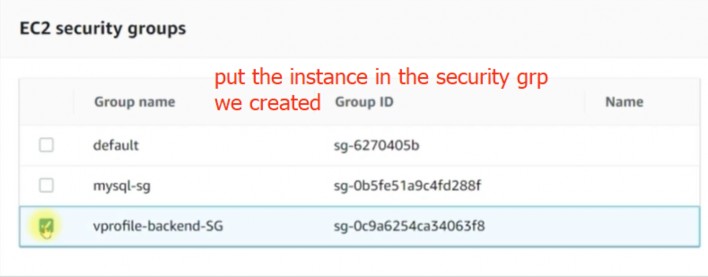 EC2 security groups
put the instance in the security grp
we created
Group name Group ID Name
default sg-6270405b
mysql-sg sg-0b5fe51a9c4fd288f
vprofile-backend-SG sg-0c9a6254ca34063f8